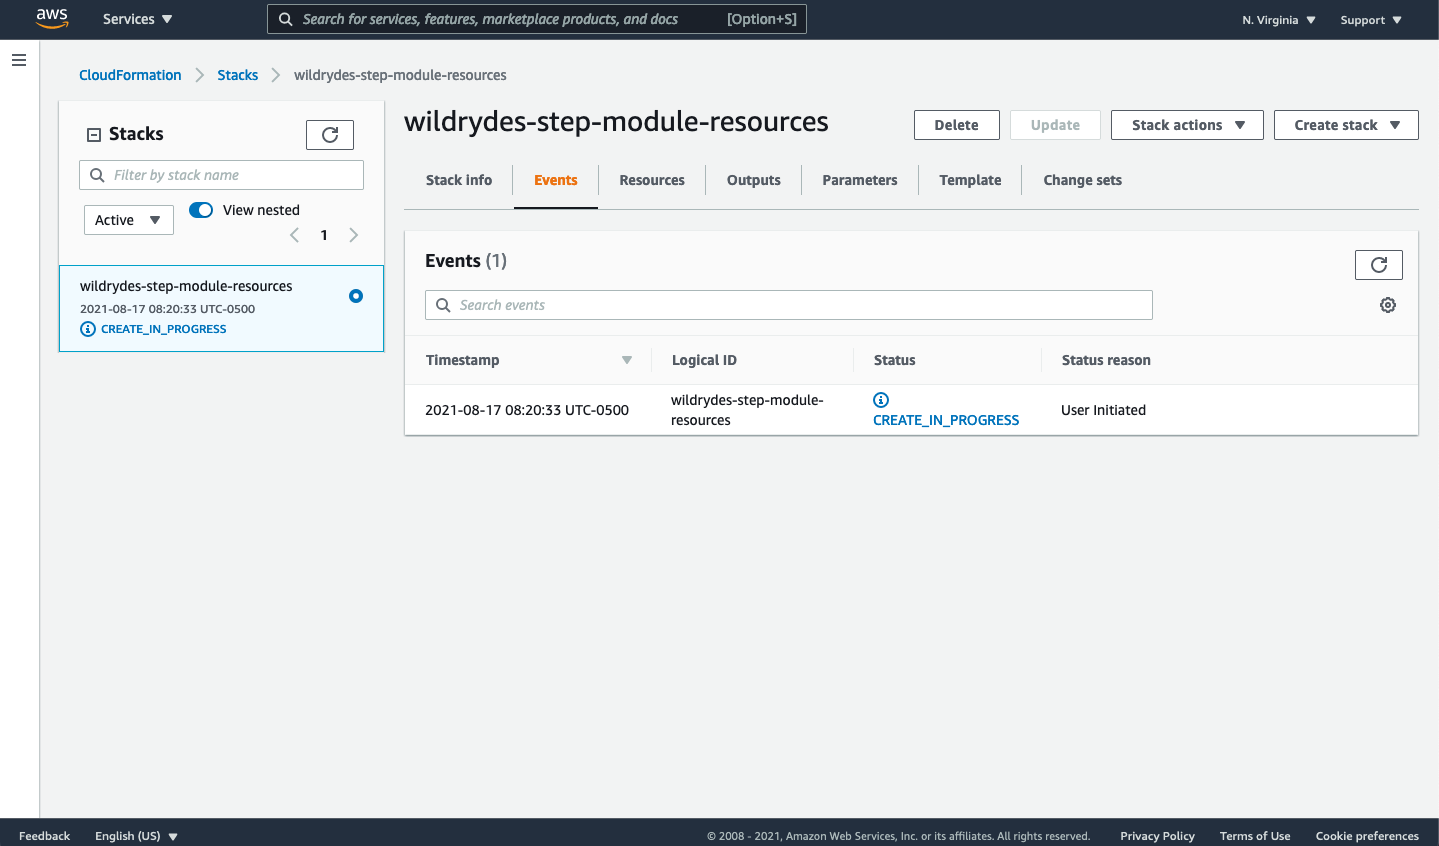 aws
Services
Search for services, features, marketplace products, and docs
[Option+S]
N. Virginia
Support
CloudFormation
Stacks
wildrydes-step-module-resources
Stacks
Filter by stack name
Active
View nested
1
wildrydes-step-module-resources
2021-08-17 08:20:33 UTC-0500
CREATE_IN_PROGRESS
wildrydes-step-module-resources
Delete
Update
Stack actions
Create stack
Stack info
Events
Resources
Outputs
Parameters
Template
Change sets
Events (1)
Search events
Timestamp
Logical ID
Status
Status reason
2021-08-17 08:20:33 UTC-0500
wildrydes-step-module-
resources
CREATE_IN_PROGRESS
User Initiated
Feedback
English (US)
© 2008 - 2021, Amazon Web Services, Inc. or its affiliates. All rights reserved.
Privacy Policy
Terms of Use
Cookie preferences